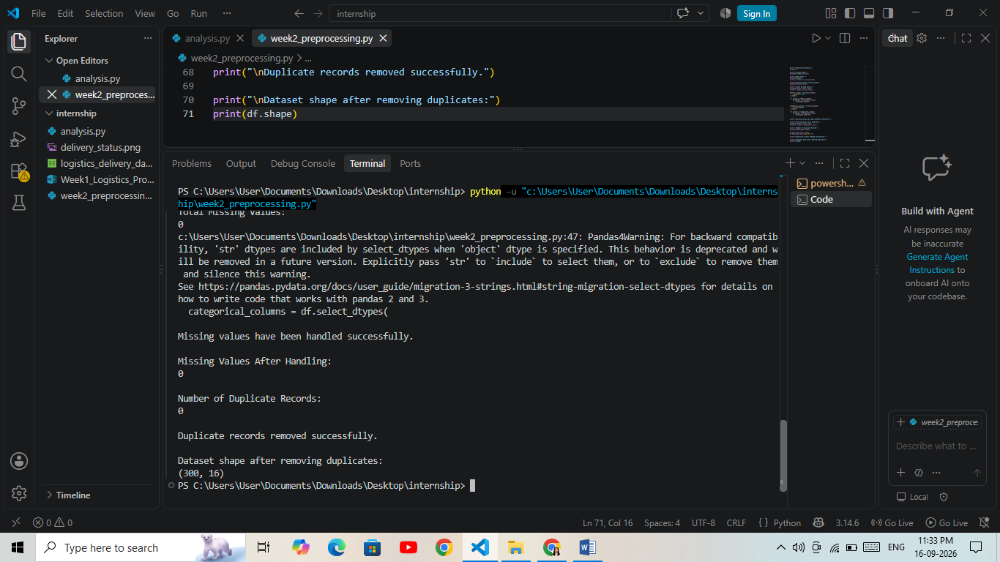 File Edit Selection View Go Run ···
internship
Sign In
Explorer
Open Editors
analysis.py
week2_preproces...
internship
analysis.py
delivery_status.png
logistics_delivery_da...
Week1_Logistics_Pro...
week2_preprocessin...
Timeline
analysis.py
week2_preprocessing.py
week2_preprocessing.py > ...
68 print("\nDuplicate records removed successfully.")
69
70 print("\nDataset shape after removing duplicates:")
71 print(df.shape)
Problems Output Debug Console Terminal Ports
PS C:\Users\User\Documents\Downloads\Desktop\internship> python -u "c:\Users\User\Documents\Downloads\Desktop\interns
hip\week2_preprocessing.py"
Total Missing Values:
0
c:\Users\User\Documents\Downloads\Desktop\internship\week2_preprocessing.py:47: Pandas4Warning: For backward compatib
ility, 'str' dtypes are included by select_dtypes when 'object' dtype is specified. This behavior is deprecated and w
ill be removed in a future version. Explicitly pass 'str' to `include` to select them, or to `exclude` to remove them
and silence this warning.
See https://pandas.pydata.org/docs/user_guide/migration-3-strings.html#string-migration-select-dtypes for details on
how to write code that works with pandas 2 and 3.
categorical_columns = df.select_dtypes(
Missing values have been handled successfully.
Missing Values After Handling:
0
Number of Duplicate Records:
0
Duplicate records removed successfully.
Dataset shape after removing duplicates:
(300, 16)
PS C:\Users\User\Documents\Downloads\Desktop\internship>
powersh...
Code
Chat
Build with Agent
AI responses may
be inaccurate
Generate Agent
Instructions to
onboard AI onto
your codebase.
week2_preproce
Describe what to ...
Local
0 0
Ln 71, Col 16 Spaces: 4 UTF-8 CRLF {} Python 3.14.6 Go Live Go Live
Type here to search
ENG
11:33 PM
16-09-2026